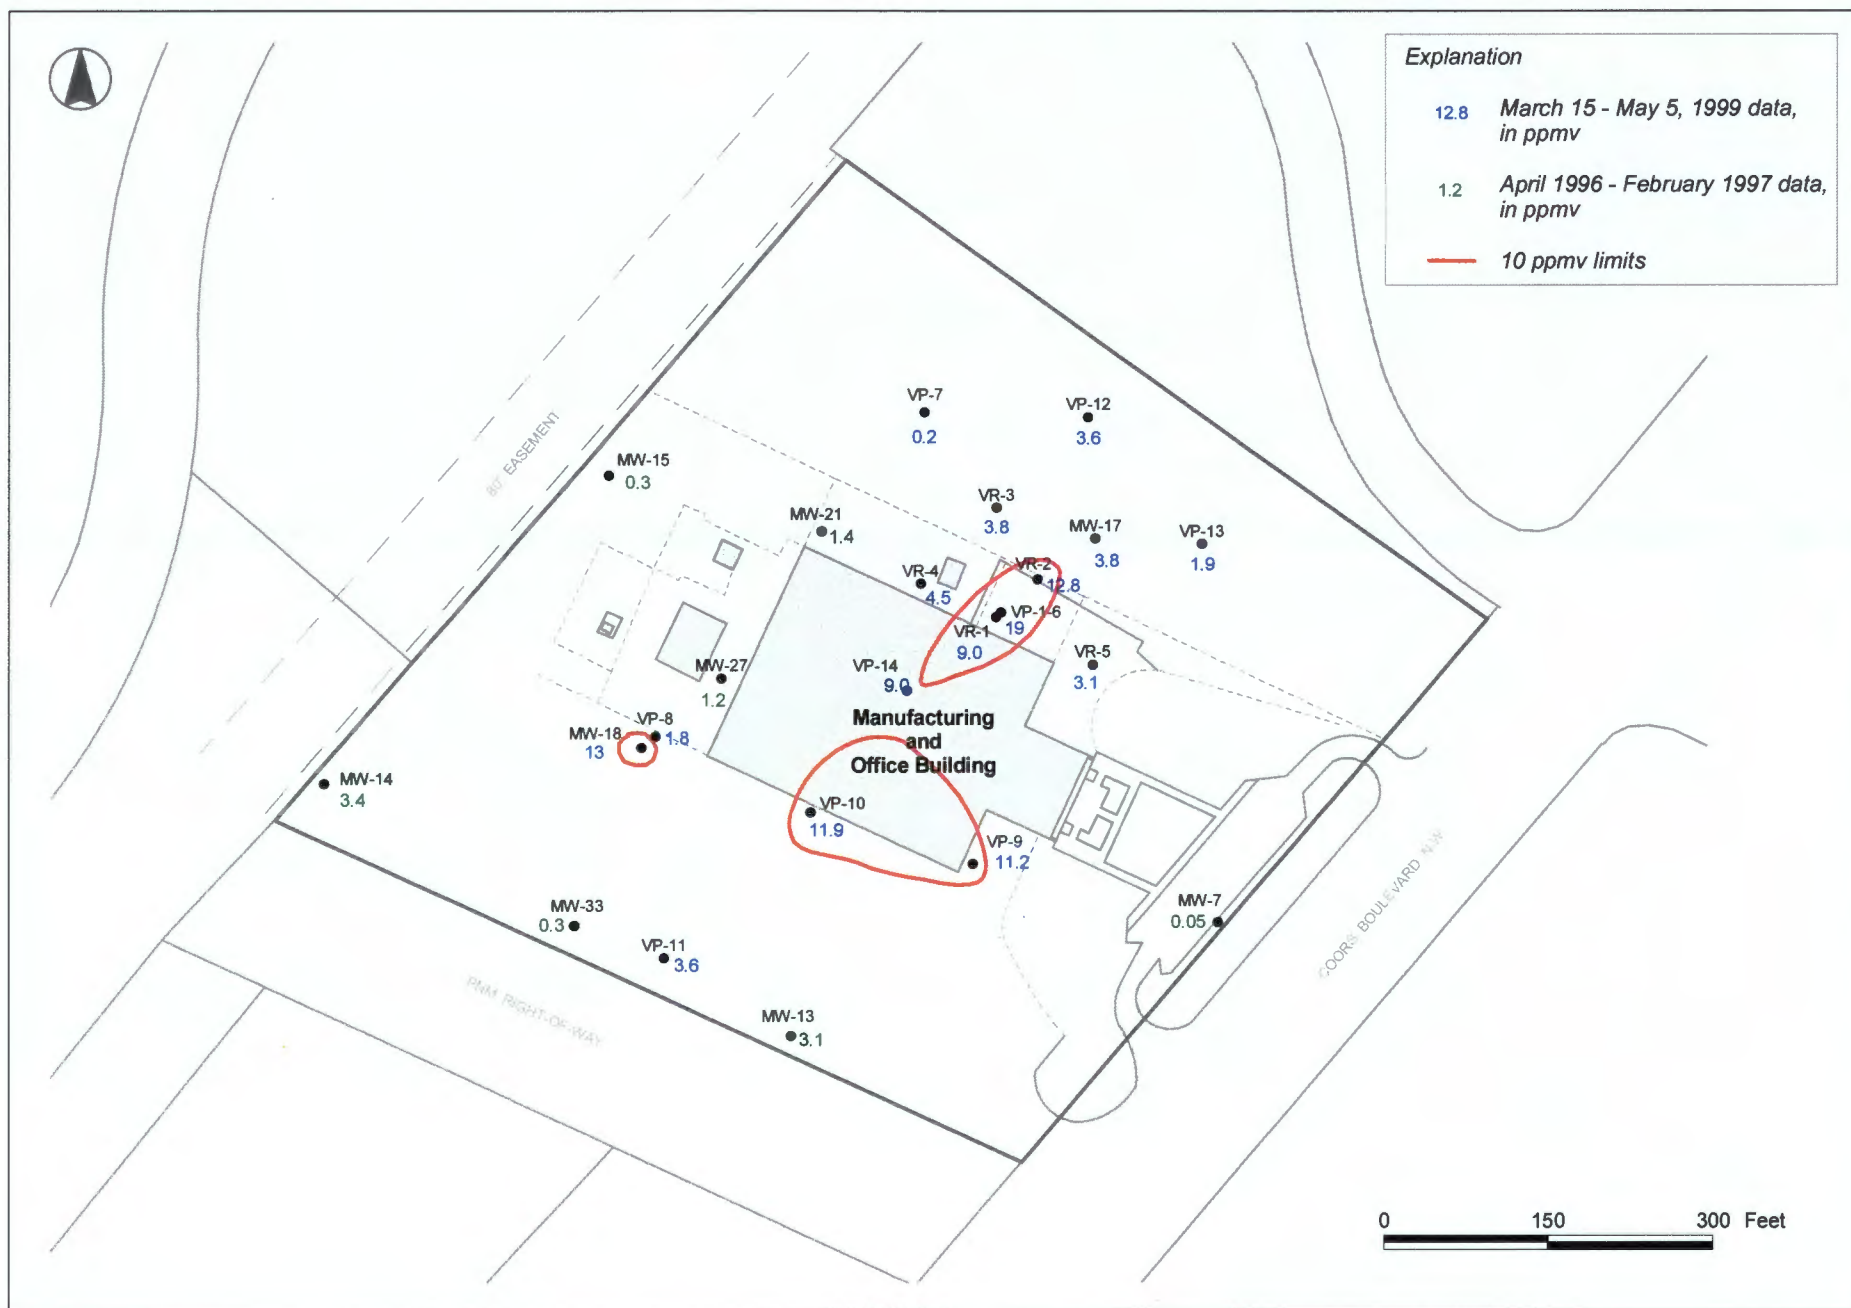 Explanation
12.8 March 15 - May 5, 1999 data,
in ppmv
1.2 April 1996 - February 1997 data,
in ppmv
10 ppmv limits
80' EASEMENT
VP-7
0.2
VP-12
3.6
MW-15
0.3
VR-3
3.8
MW-21
1.4
MW-17
3.8
VP-13
1.9
VR-4
4.5
VR-2
12.8
VP-1-6
19
VR-1
9.0
VR-5
3.1
MW-27
1.2
VP-14
9.0
Manufacturing
and
Office Building
VP-8
1.8
MW-18
13
MW-14
3.4
VP-10
11.9
VP-9
11.2
MW-7
0.05
MW-33
0.3
VP-11
3.6
MW-13
3.1
PNM RIGHT-OF-WAY
COORS BOULEVARD N.W
0 150 300 Feet